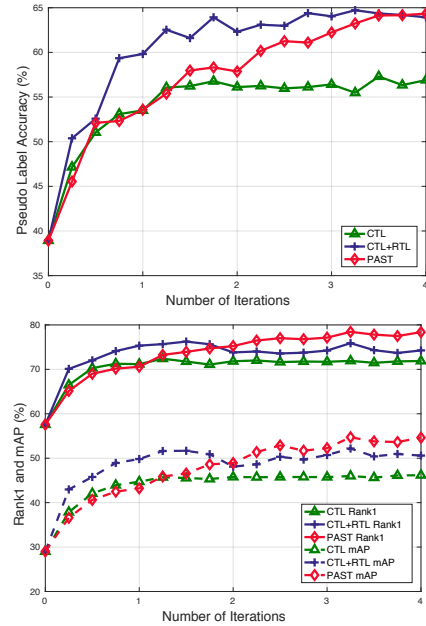 65
60
55
50
45
40
35
Pseudo Label Accuracy (%)
CTL
CTL+RTL
PAST
0 1 2 3 4
Number of Iterations
80
70
60
50
40
30
20
Rank1 and mAP (%)
CTL Rank1
CTL+RTL Rank1
PAST Rank1
CTL mAP
CTL+RTL mAP
PAST mAP
0 1 2 3 4
Number of Iterations